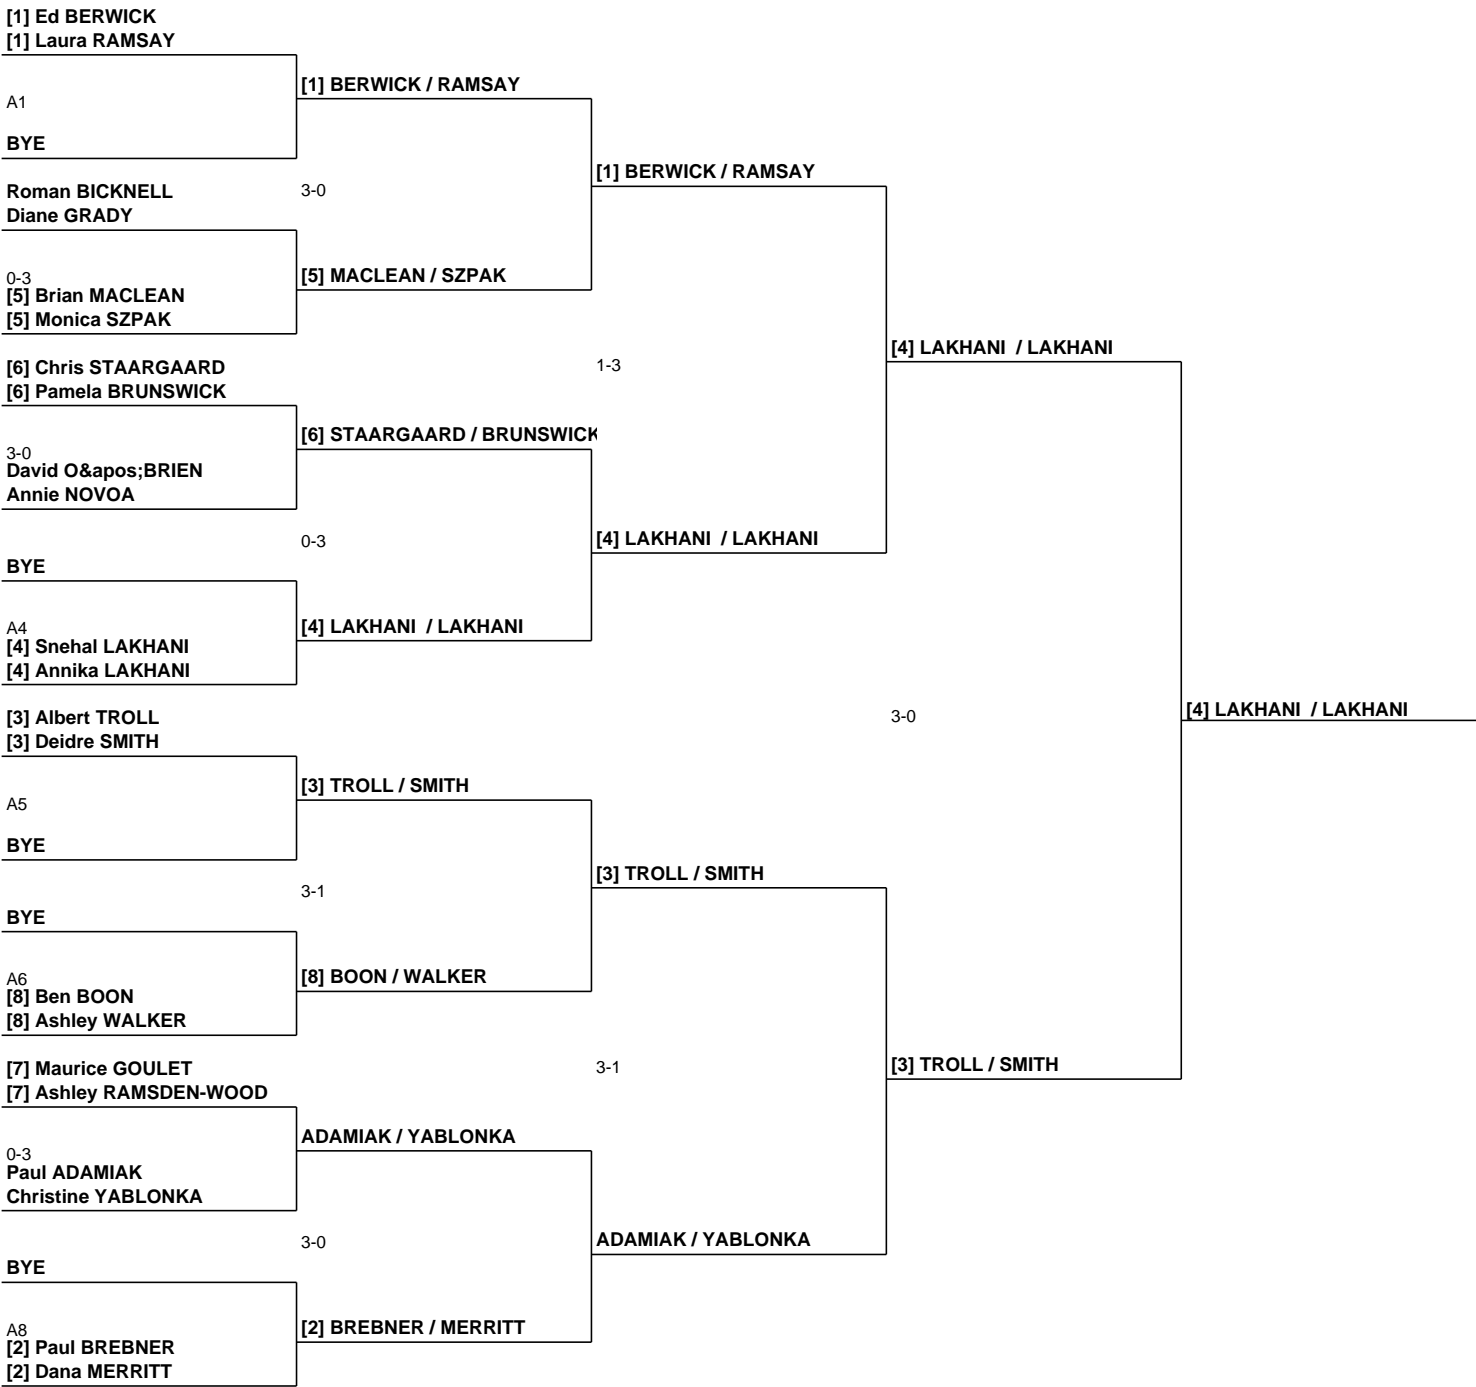 [1] Ed BERWICK
[1] Laura RAMSAY
[1] BERWICK / RAMSAY
A1
BYE
[1] BERWICK / RAMSAY
Roman BICKNELL
3-0
Diane GRADY
0-3
[5] MACLEAN / SZPAK
[5] Brian MACLEAN
[5] Monica SZPAK
[4] LAKHANI / LAKHANI
[6] Chris STAARGAARD
1-3
[6] Pamela BRUNSWICK
[6] STAARGAARD / BRUNSWICK
3-0
David O&apos;BRIEN
Annie NOVOA
0-3
[4] LAKHANI / LAKHANI
BYE
A4
[4] LAKHANI / LAKHANI
[4] Snehal LAKHANI
[4] Annika LAKHANI
[4] LAKHANI / LAKHANI
[3] Albert TROLL
3-0
[3] Deidre SMITH
[3] TROLL / SMITH
A5
BYE
[3] TROLL / SMITH
3-1
BYE
A6
[8] BOON / WALKER
[8] Ben BOON
[8] Ashley WALKER
[3] TROLL / SMITH
[7] Maurice GOULET
3-1
[7] Ashley RAMSDEN-WOOD
ADAMIAK / YABLONKA
0-3
Paul ADAMIAK
Christine YABLONKA
3-0
ADAMIAK / YABLONKA
BYE
A8
[2] BREBNER / MERRITT
[2] Paul BREBNER
[2] Dana MERRITT